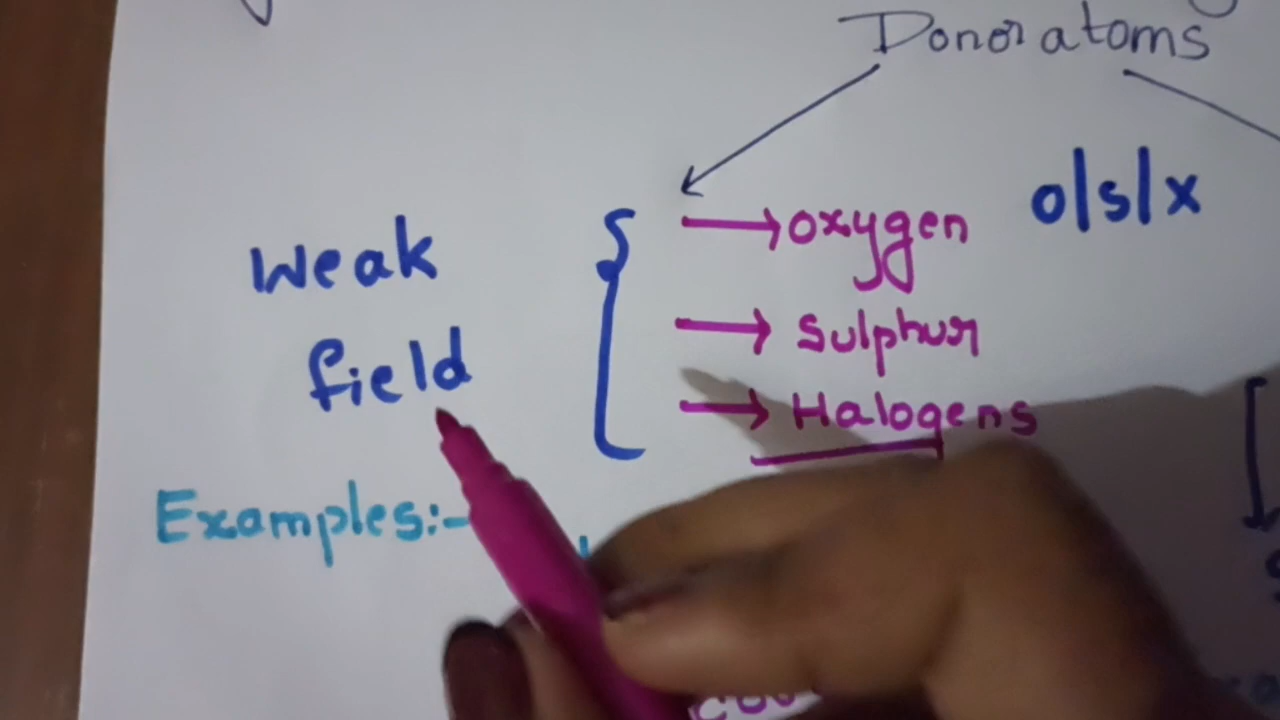 Donor atoms
→ Oxygen
O|S|X
Weak
field
→ Sulphur
→ Halogens
Examples:-